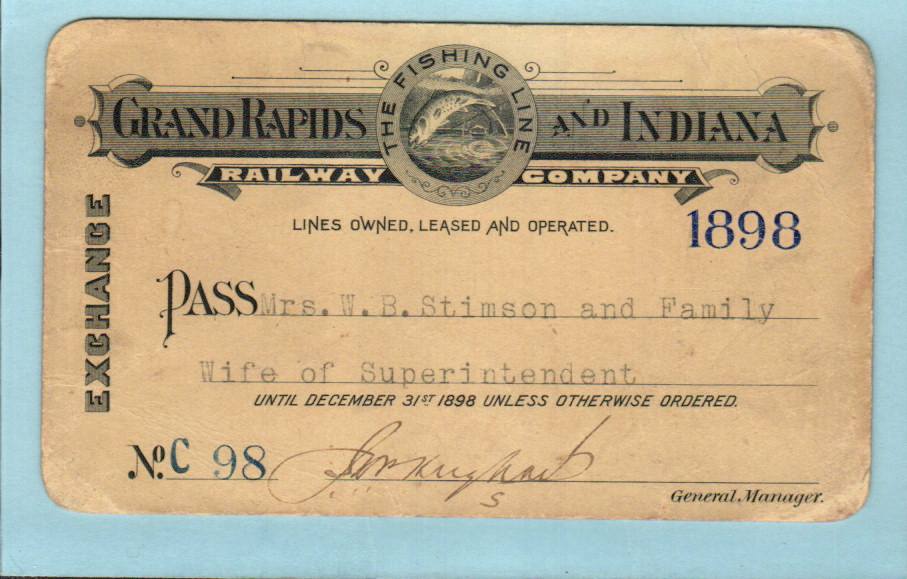 THE FISHING LINE
GRAND RAPIDS AND INDIANA
RAILWAY COMPANY
LINES OWNED, LEASED AND OPERATED.
1898
EXCHANGE
PASS Mrs. W. B. Stimson and Family
Wife of Superintendent
UNTIL DECEMBER 31ST 1898 UNLESS OTHERWISE ORDERED.
No. C 98
S
General Manager.